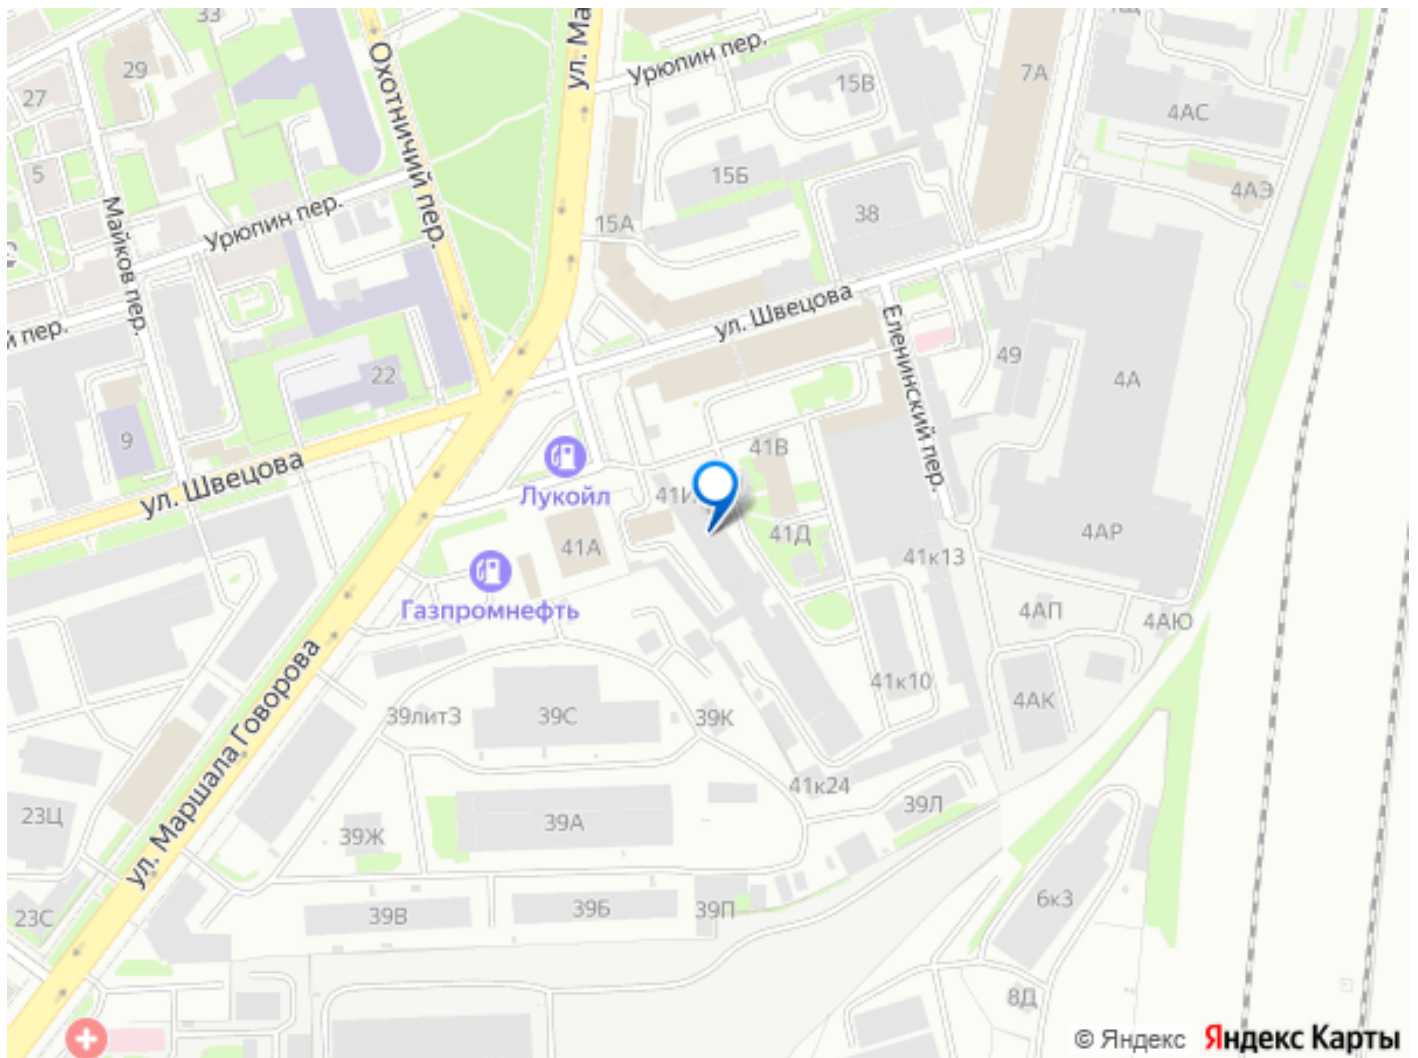 33
ул. Ма
Урюпин пер.
Охотничий пер.
29
27
15В
7А
4АС
5
15Б
4АЭ
Майков пер.
Урюпин пер.
15А
38
й пер.
ул. Швецова
Еленинский пер.
49
22
4А
9
41В
ул. Швецова
Лукойл
41И
41Д
4АР
41А
41к13
Газпромнефть
4АП
4АЮ
41к10
4АК
39лит3
39С
39К
ул. Маршала Говорова
41к24
39Л
23Ц
39Ж
39А
6к3
23С
39В
39Б
39П
8Д
© Яндекс Яндекс Карты